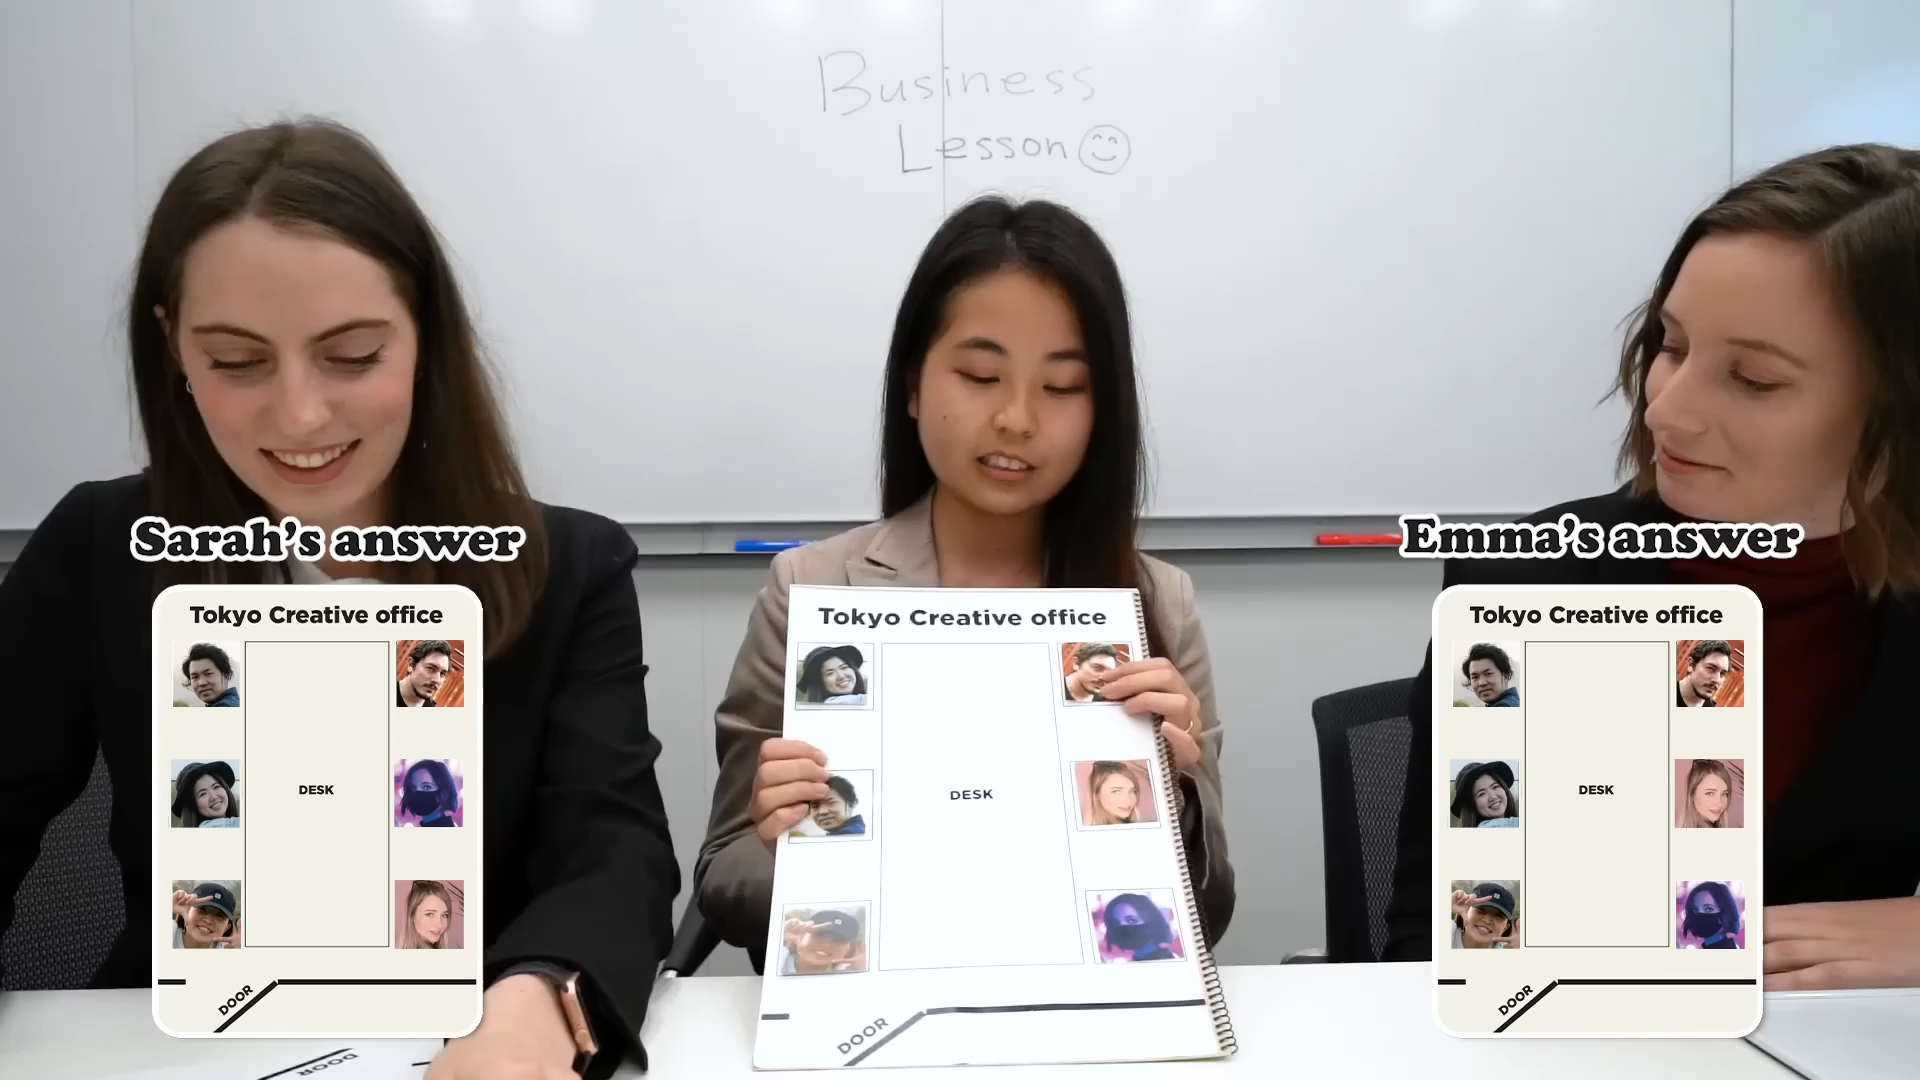 Business
Lesson
Sarah's answer
Tokyo Creative office
DESK
DOOR
DOOR
Tokyo Creative office
DESK
DOOR
Emma's answer
Tokyo Creative office
DESK
DOOR